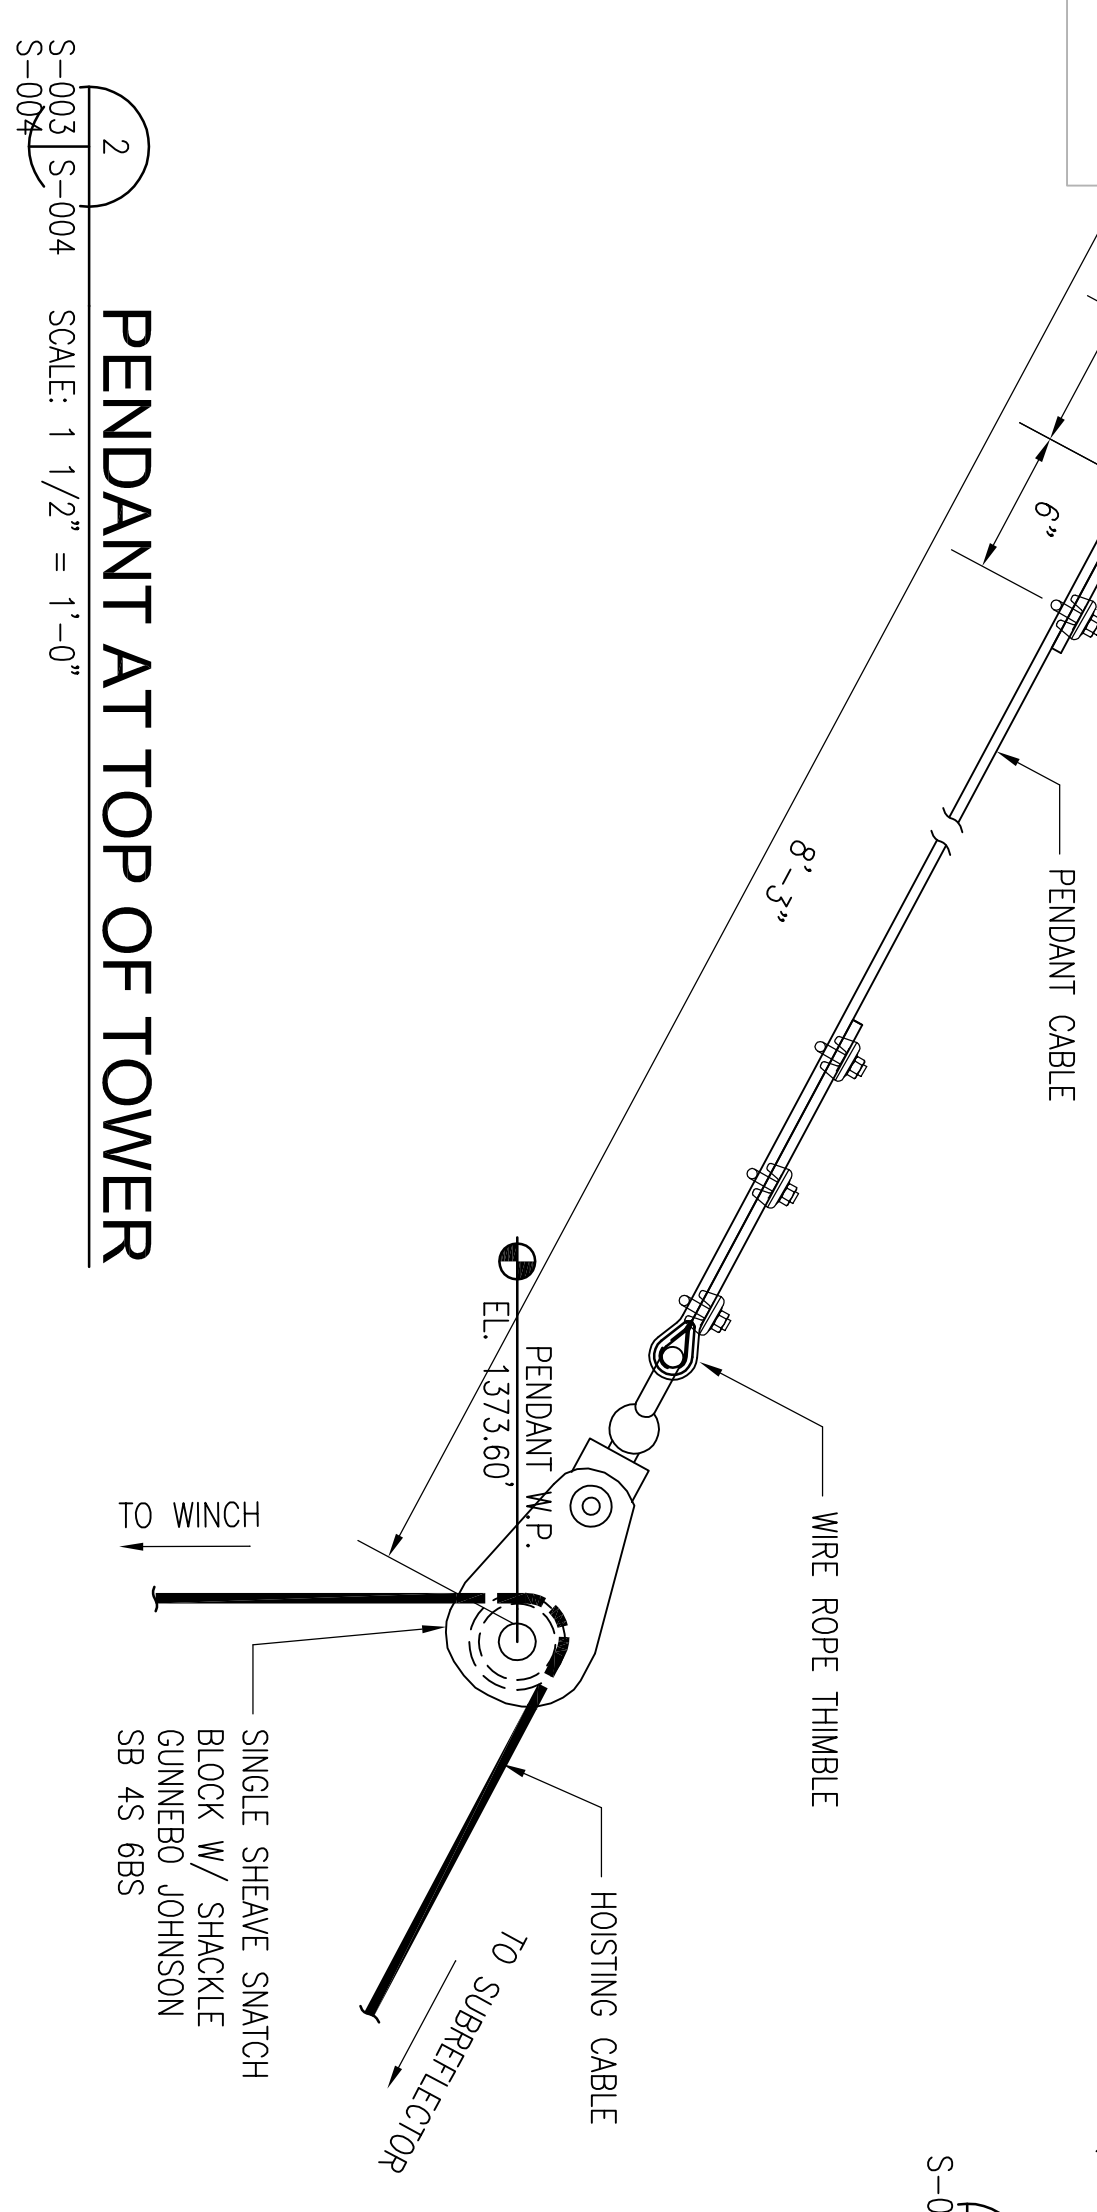 6"
PENDANT CABLE
8'-3"
WIRE ROPE THIMBLE
HOISTING CABLE
PENDANT W.P.
EL. 1373.60'
TO SUBREFLECTOR
TO WINCH
SINGLE SHEAVE SNATCH
BLOCK W/ SHACKLE
GUNNEBO JOHNSON
SB 4S 6BS
2
PENDANT AT TOP OF TOWER
S-003 S-004 SCALE: 1 1/2" = 1'-0"
S-004